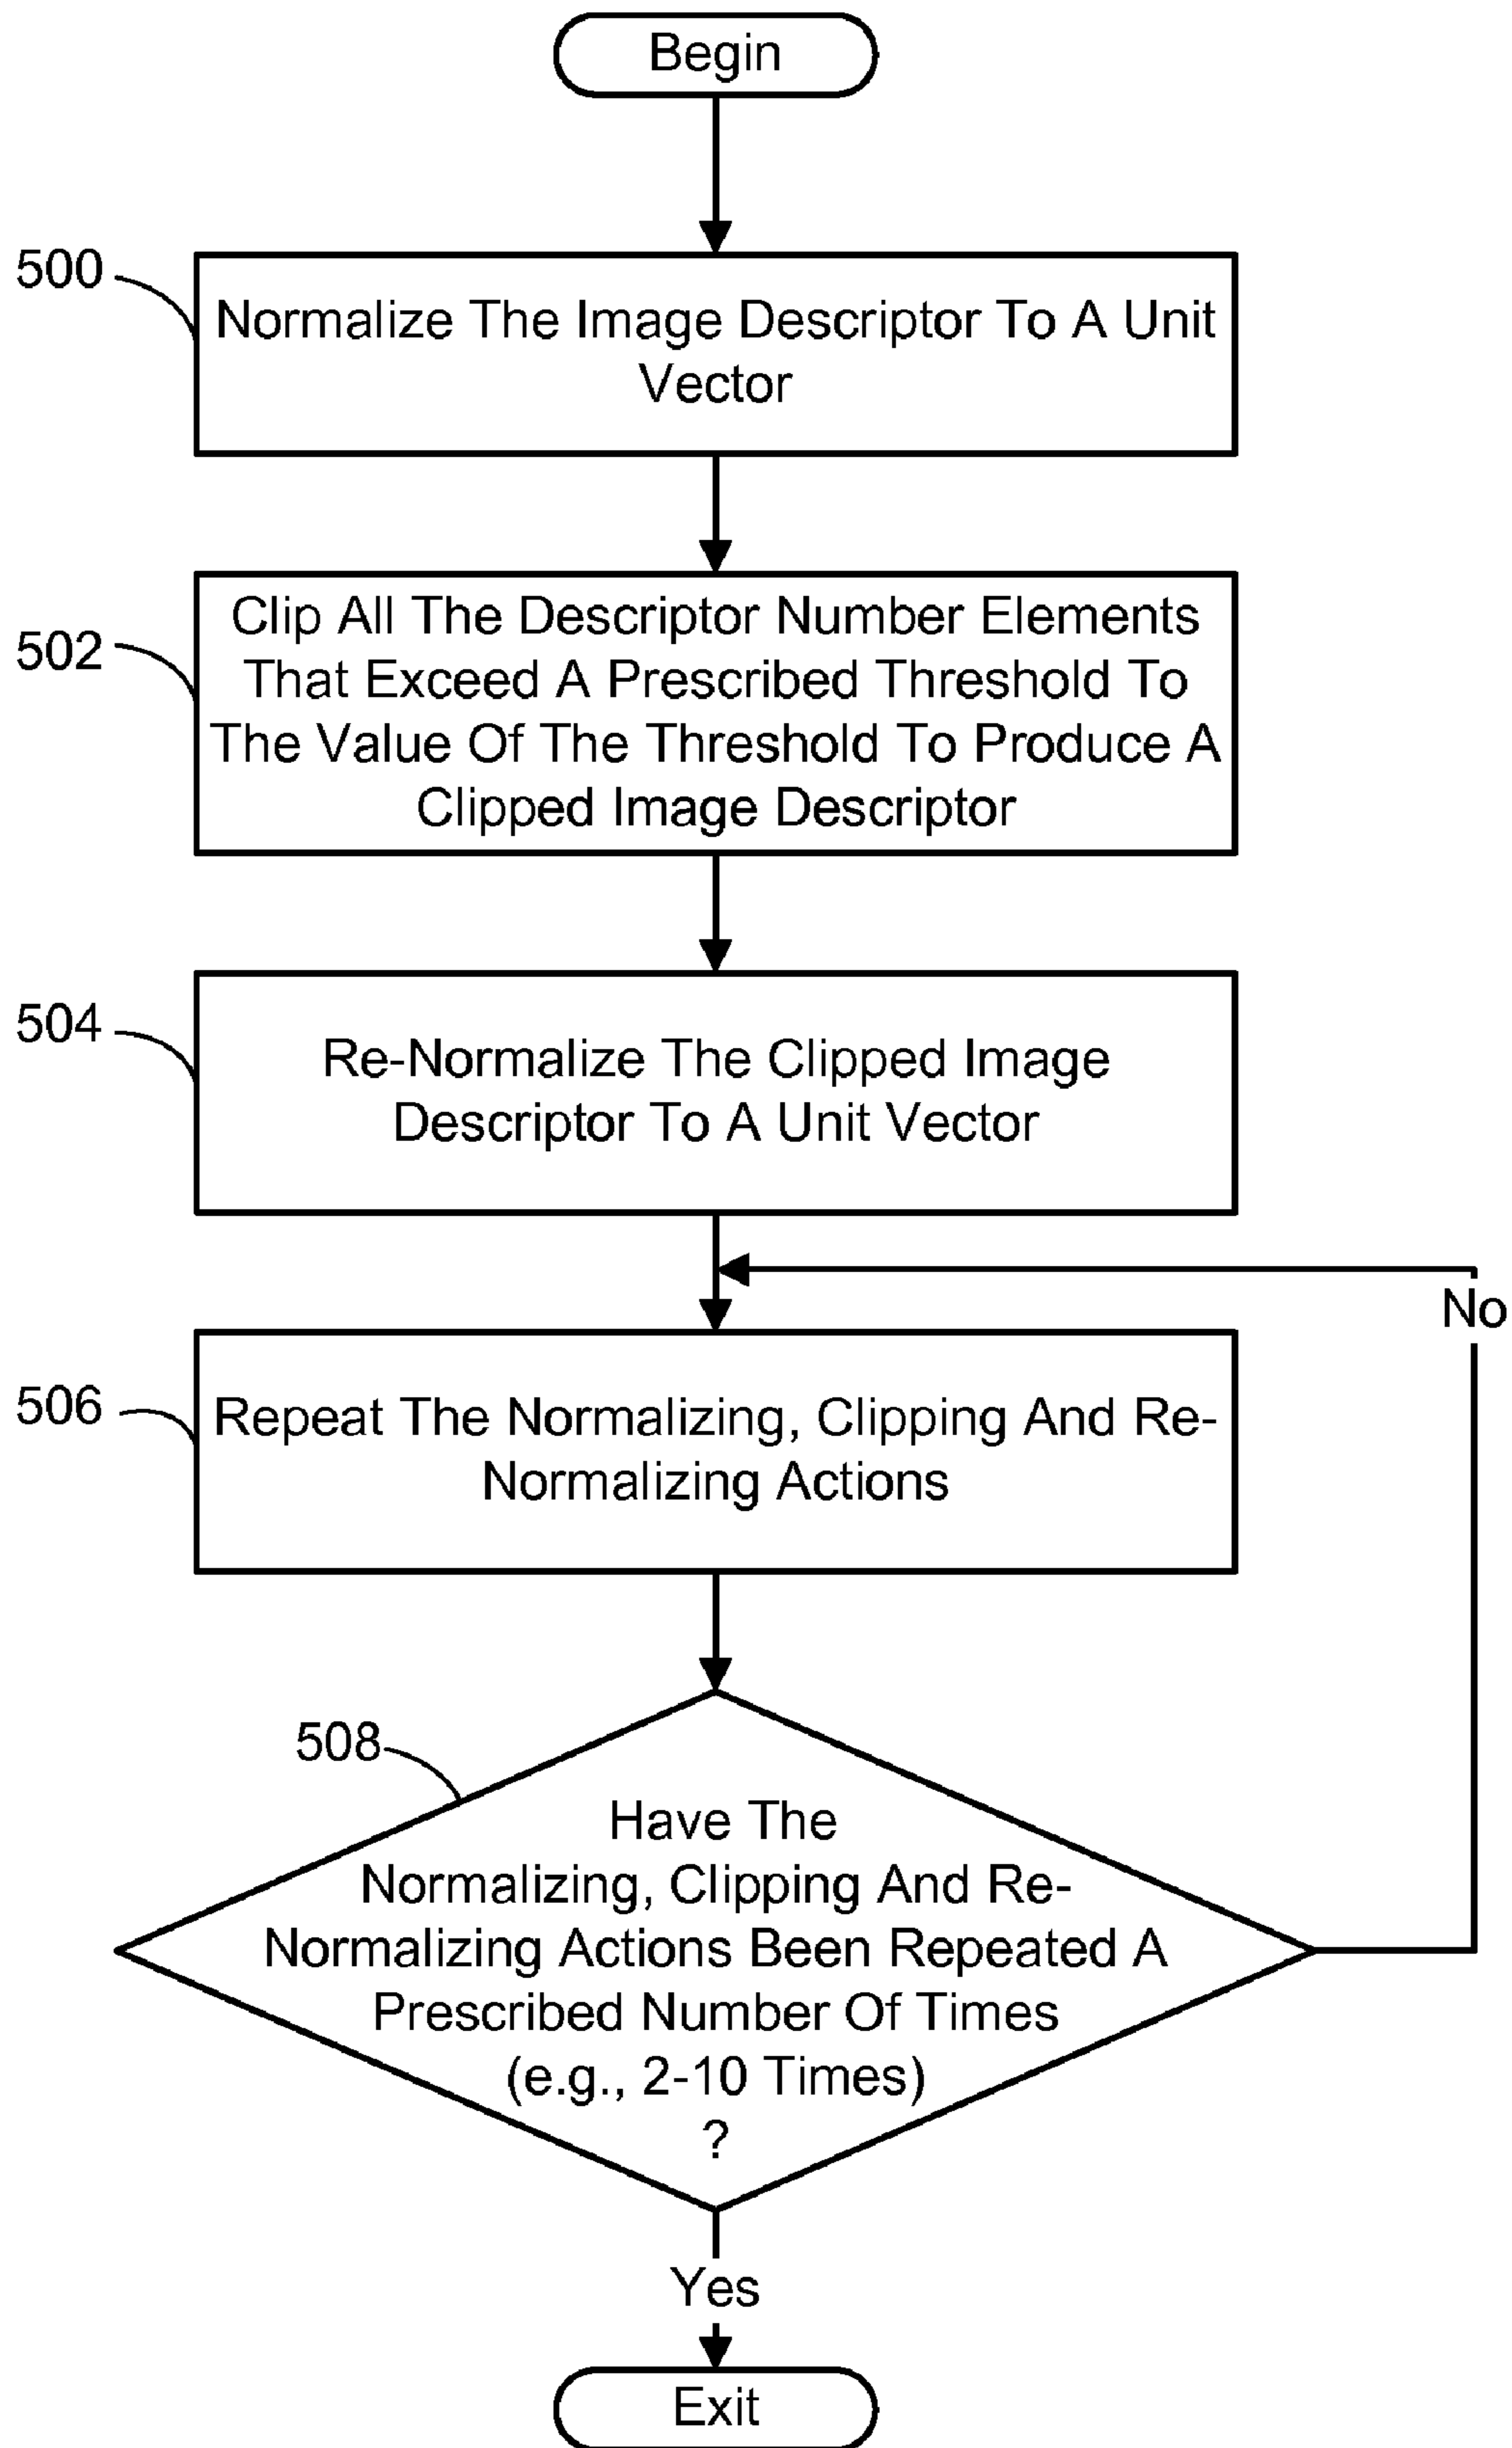 Begin
500
Normalize The Image Descriptor To A Unit
Vector
502
Clip All The Descriptor Number Elements
That Exceed A Prescribed Threshold To
The Value Of The Threshold To Produce A
Clipped Image Descriptor
504
Re-Normalize The Clipped Image
Descriptor To A Unit Vector
No
506
Repeat The Normalizing, Clipping And Re-
Normalizing Actions
508
Have The
Normalizing, Clipping And Re-
Normalizing Actions Been Repeated A
Prescribed Number Of Times
(e.g., 2-10 Times)
?
Yes
Exit